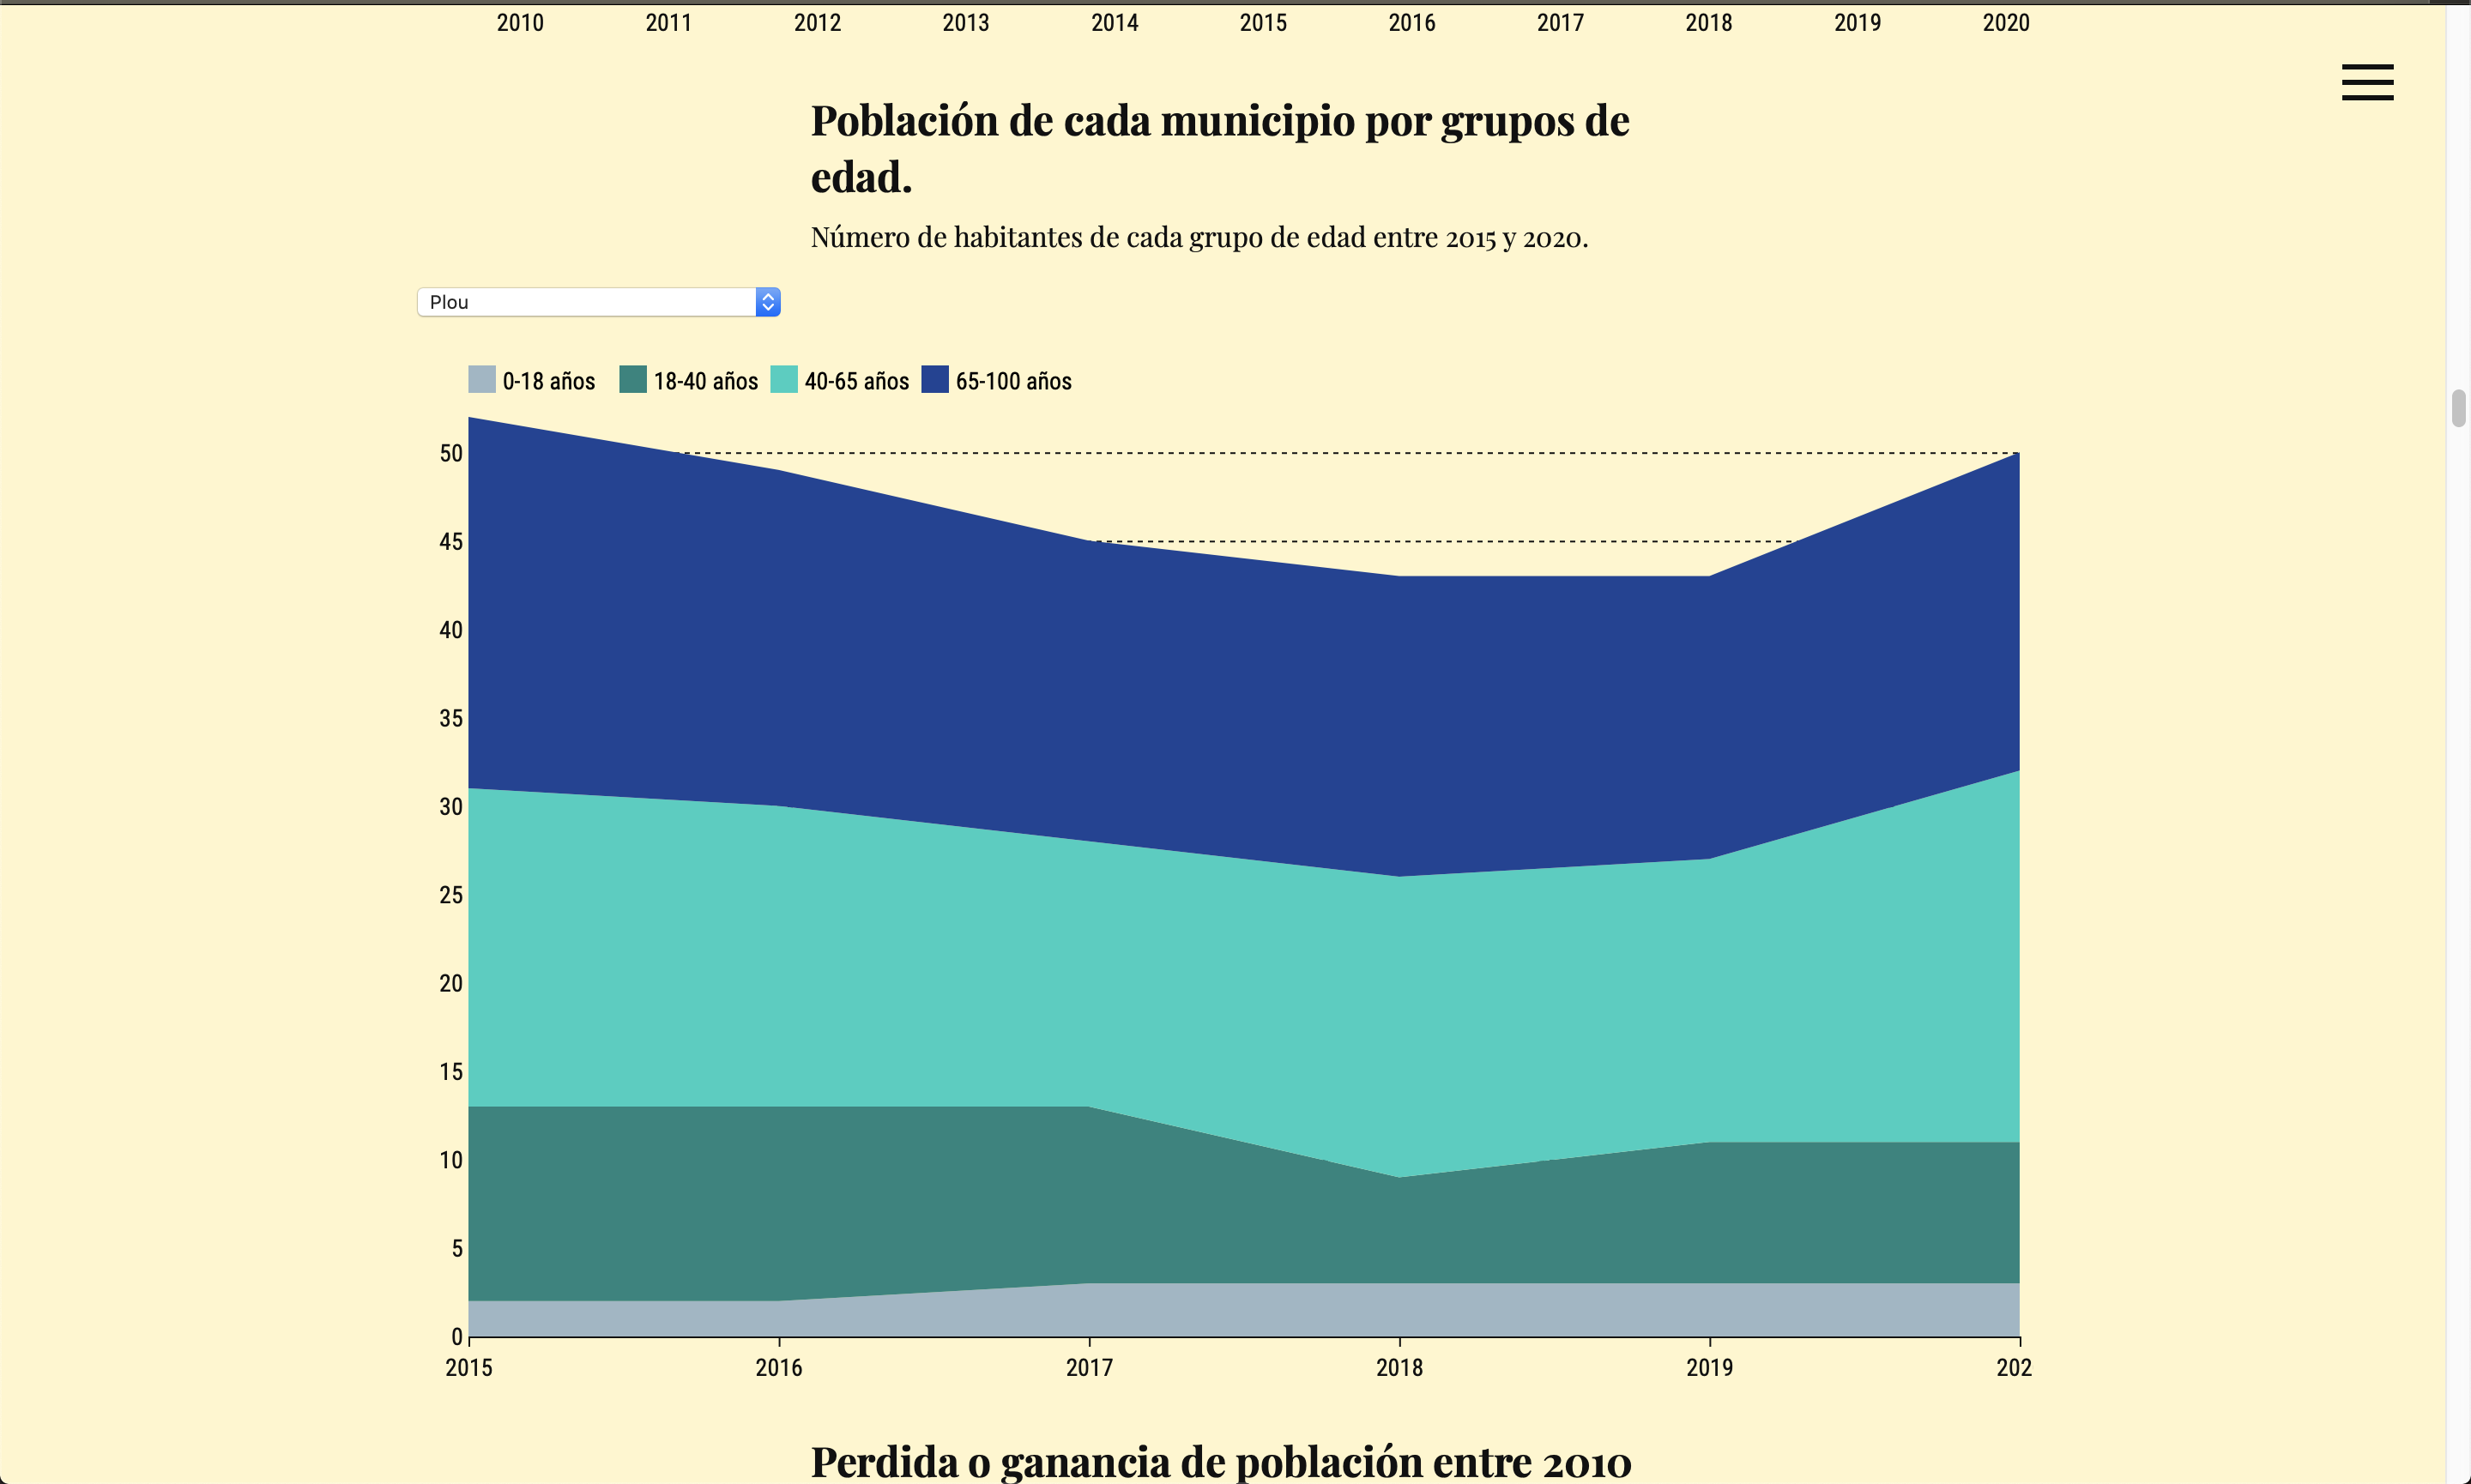 2010 2011 2012 2013 2014 2015 2016 2017 2018 2019 2020
Población de cada municipio por grupos de
edad.
Número de habitantes de cada grupo de edad entre 2015 y 2020.
Plou
0-18 años 18-40 años 40-65 años 65-100 años
50
45
40
35
30
25
20
15
10
5
0
2015 2016 2017 2018 2019 202
Perdida o ganancia de población entre 2010